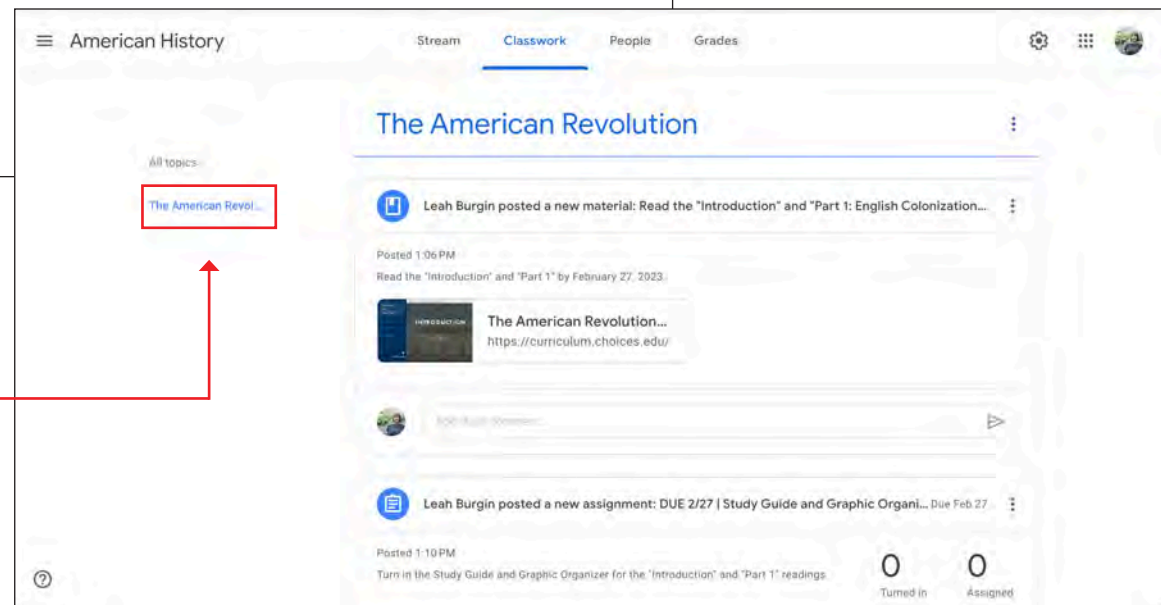 American History
Stream Classwork People Grades
The American Revolution
All topics
The American Revol...
Leah Burgin posted a new material: Read the "Introduction" and "Part 1: English Colonization...
Posted 1:06 PM
Read the "Introduction" and "Part 1" by February 27, 2023.
INTRODUCTION
The American Revolution...
https://curriculum.choices.edu/
Leah Burgin posted a new assignment: DUE 2/27 | Study Guide and Graphic Organi... Due Feb 27
Posted 1:10 PM
Turn in the Study Guide and Graphic Organizer for the "Introduction" and "Part 1" readings.
0 0
Turned in Assigned